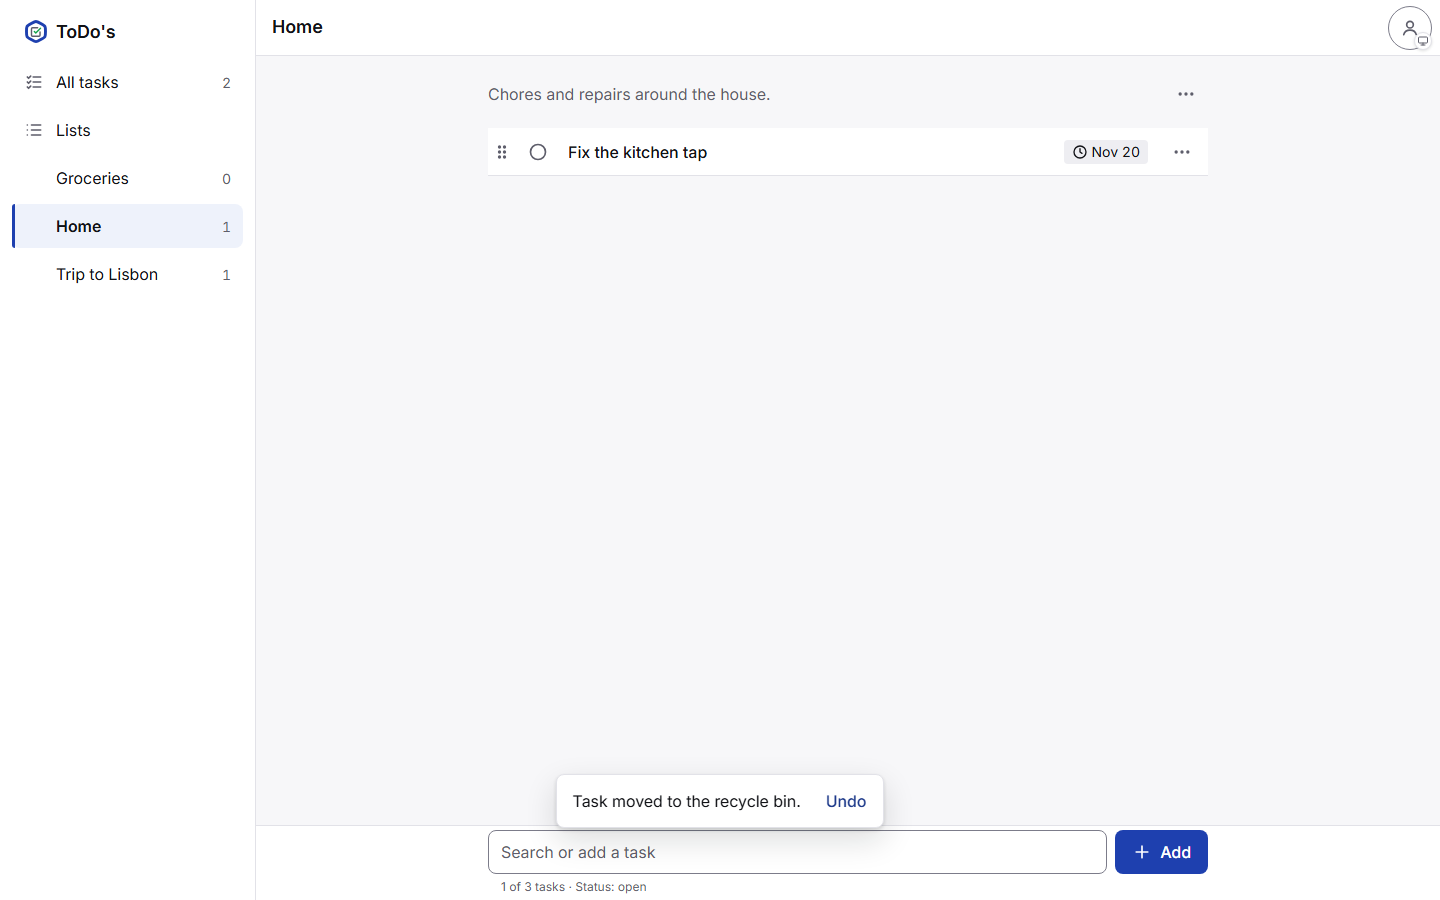 ToDo's
All tasks 2
Lists
Groceries 0
Home 1
Trip to Lisbon 1
Home
Chores and repairs around the house.
Fix the kitchen tap Nov 20
Task moved to the recycle bin. Undo
Search or add a task Add
1 of 3 tasks · Status: open